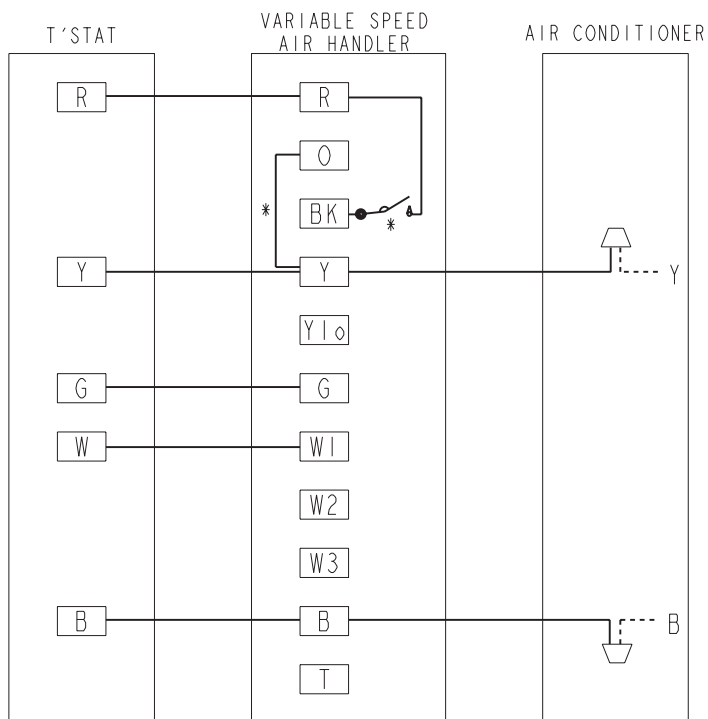 T'STAT
VARIABLE SPEED
AIR HANDLER
AIR CONDITIONER
R
R
O
*
BK
*
Y
Y
Y
Y1o
G
G
W
W1
W2
W3
B
B
B
T